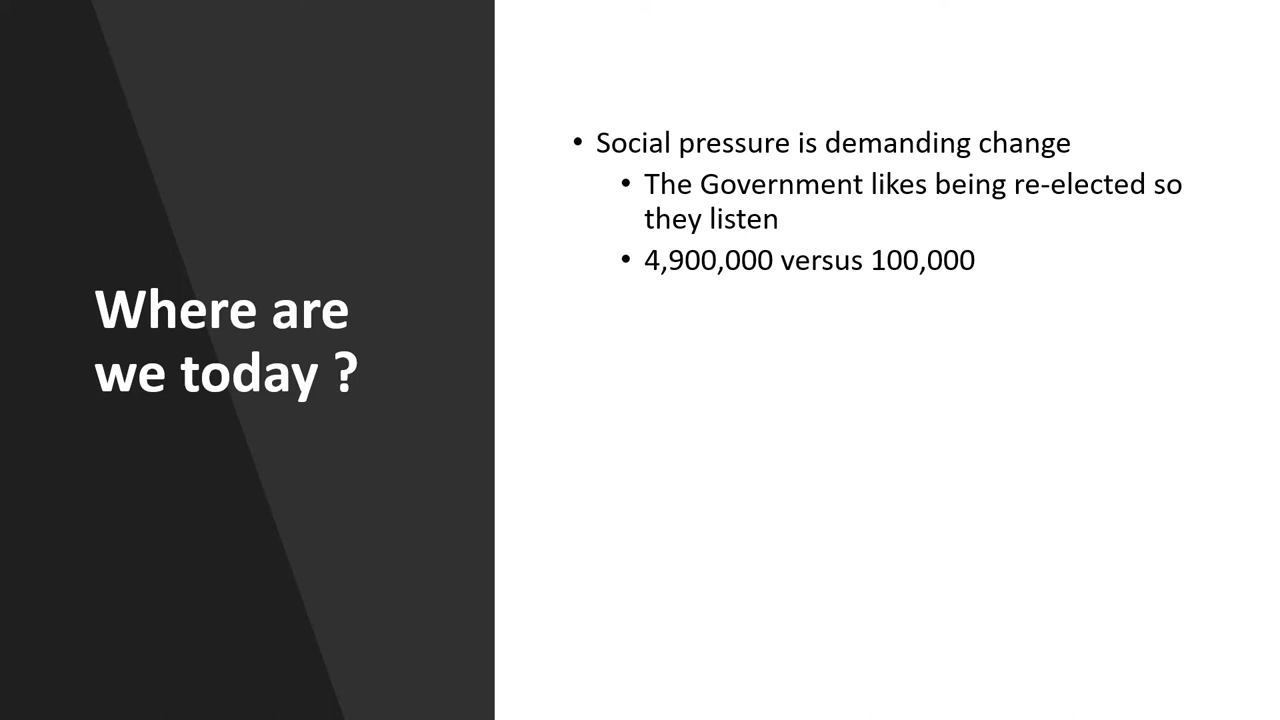 Where are
we today ?
• Social pressure is demanding change
• The Government likes being re-elected so
they listen
• 4,900,000 versus 100,000